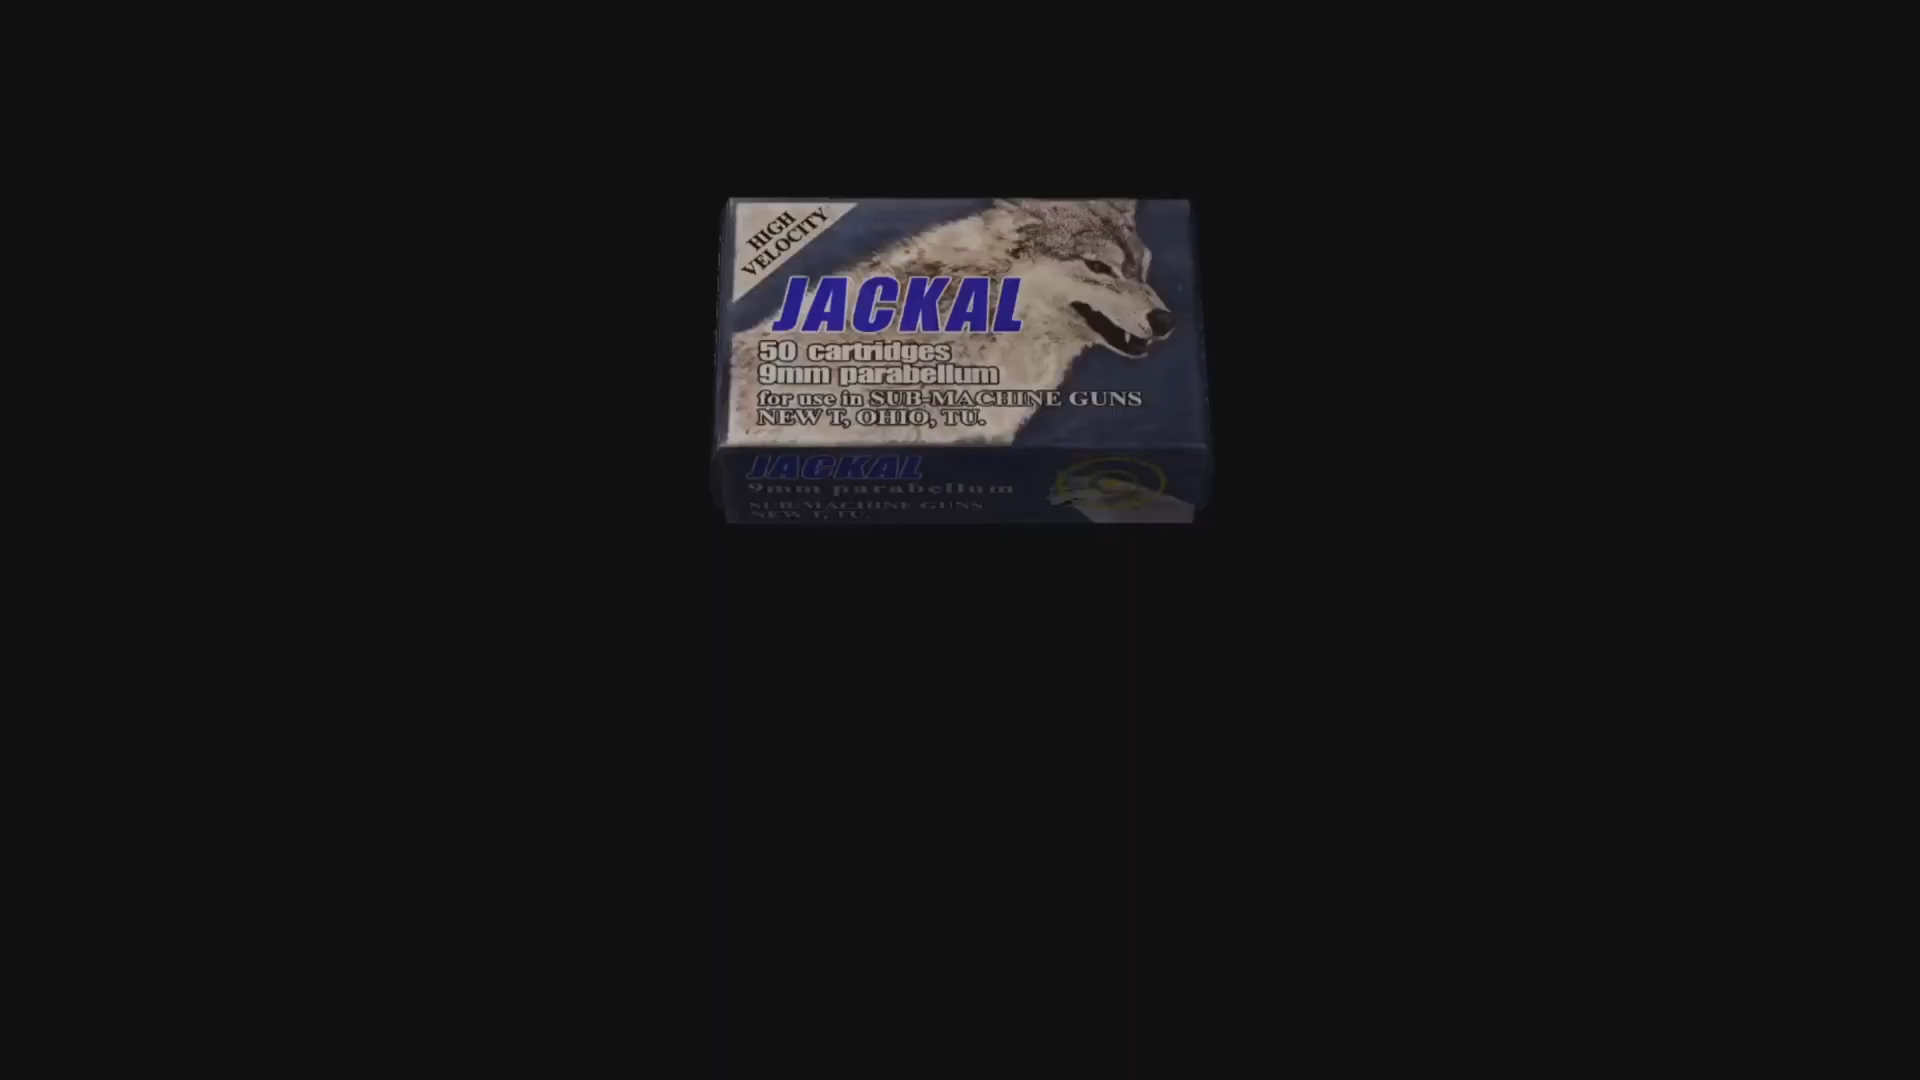 HIGH
VELOCITY
JACKAL
50 cartridges
9mm parabellum
for use in SUB-MACHINE GUNS
NEW T, OHIO, TU.
JACKAL
9mm parabellum
SUB-MACHINE GUNS
NEW T, TU.